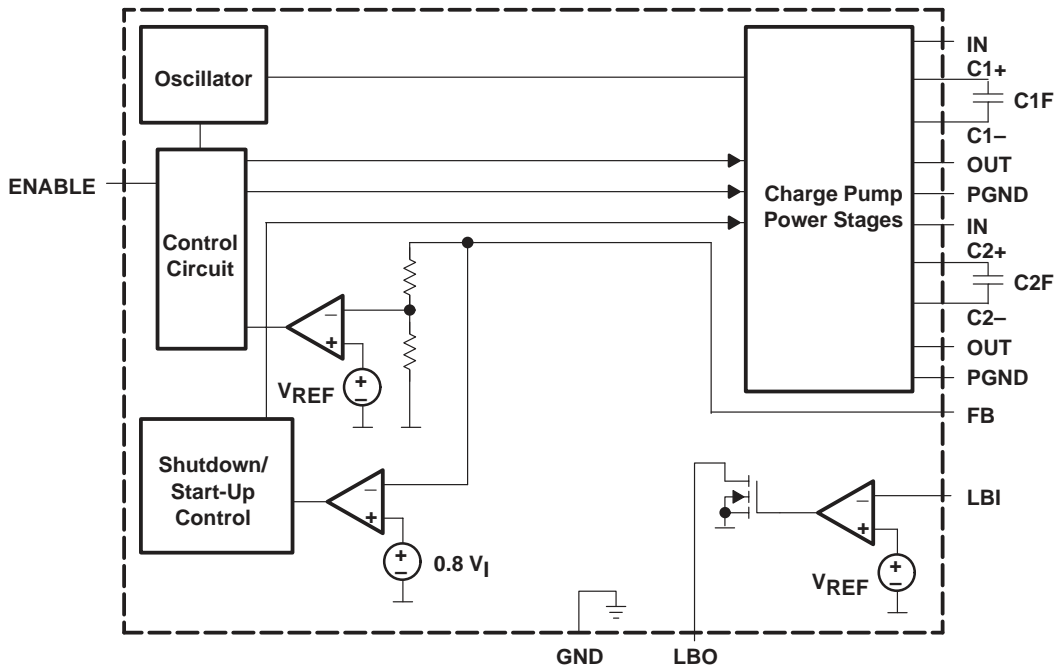 Oscillator
IN
C1+
C1F
C1–
OUT
PGND
ENABLE
Charge Pump
Power Stages
IN
Control
Circuit
C2+
C2F
C2–
OUT
PGND
–
+
+
–
VREF
FB
Shutdown/
Start-Up
Control
–
+
+
–
0.8 VI
LBI
–
+
+
–
VREF
GND
LBO